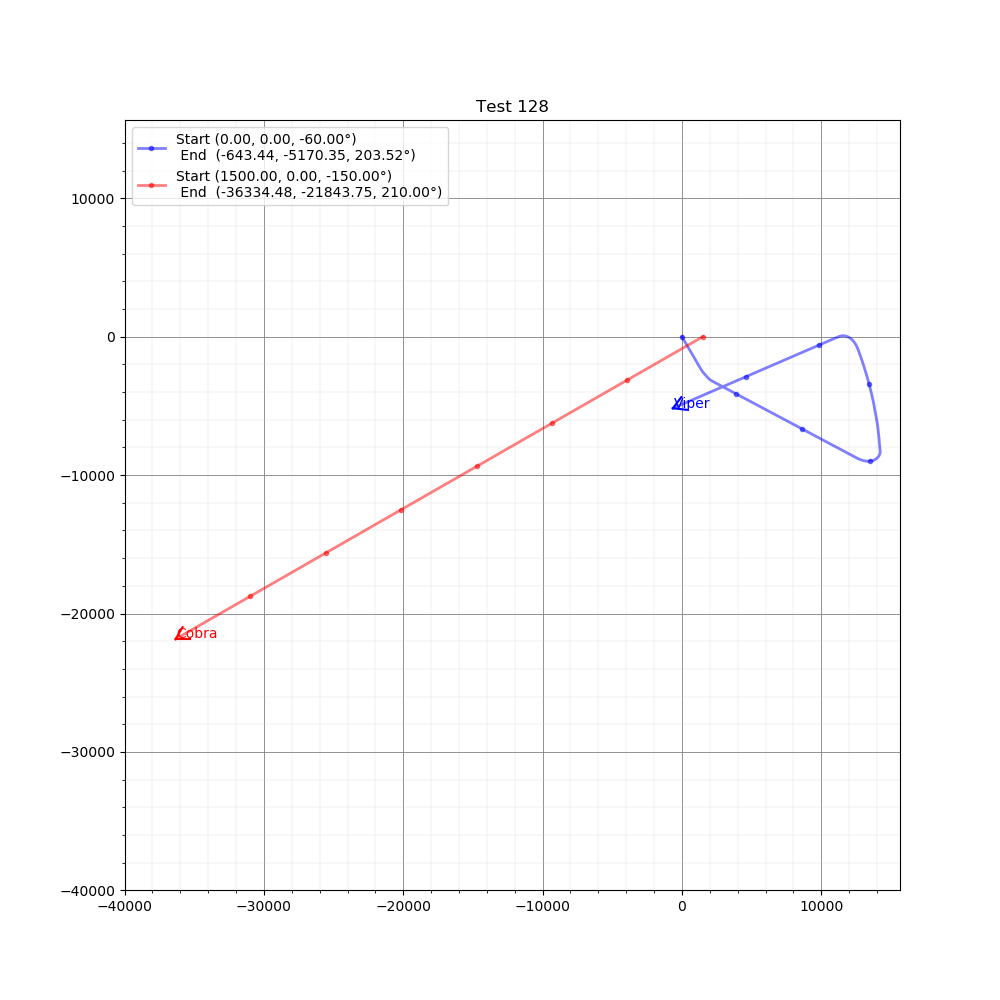 Test 128
Start (0.00, 0.00, -60.00°)
End (-643.44, -5170.35, 203.52°)
Start (1500.00, 0.00, -150.00°)
End (-36334.48, -21843.75, 210.00°)
10000
0
−10000
−20000
−30000
−40000
Viper
Cobra
−40000
−30000
−20000
−10000
0
10000